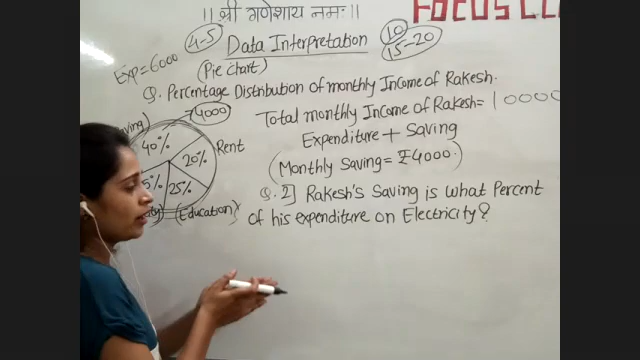 ।। श्री गणेशाय नमः ।।
FOCUS
4-5
Data Interpretation
10
15-20
Exp=6000
(Pie chart)
Q. Percentage Distribution of monthly Income of Rakesh.
4000
Total monthly Income of Rakesh= 10000
Expenditure + Saving
40%
20%
Rent
(Monthly Saving = ₹4000.)
5%
25%
(Education)
Q. 2] Rakesh's Saving is what Percent
of his expenditure on Electricity?